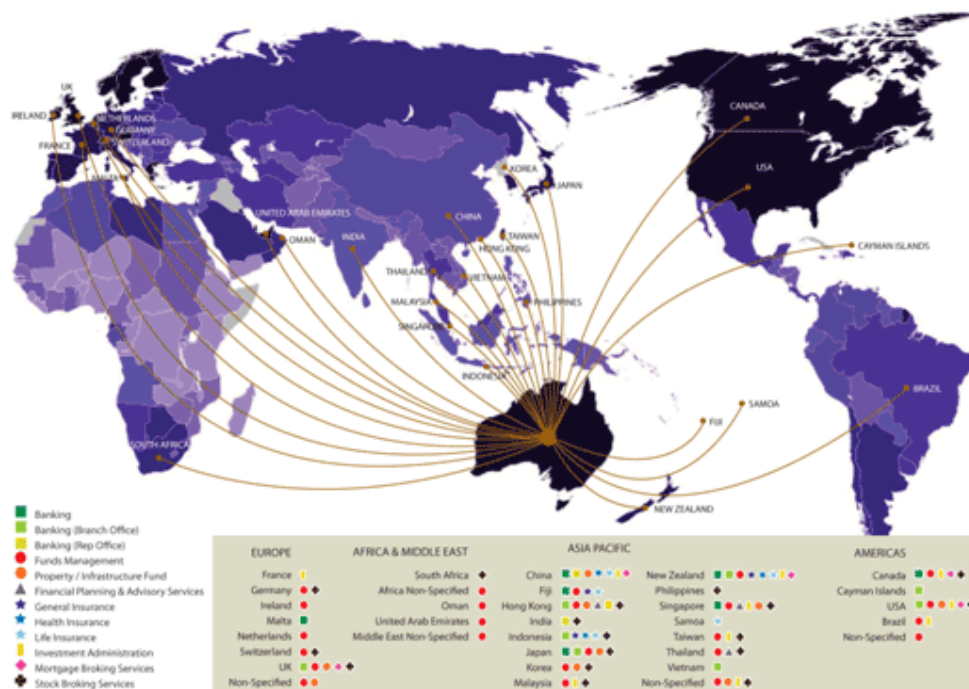 UK
IRELAND
NETHERLANDS
GERMANY
SWITZERLAND
FRANCE
UNITED ARAB EMIRATES
OMAN
INDIA
CHINA
KOREA
JAPAN
TAIWAN
HONG KONG
THAILAND
VIETNAM
MALAYSIA
PHILIPPINES
SINGAPORE
INDONESIA
CANADA
USA
CAYMAN ISLANDS
BRAZIL
SAMOA
FIJI
SOUTH AFRICA
NEW ZEALAND
Banking
Banking (Branch Office)
Banking (Rep Office)
Funds Management
Property / Infrastructure Fund
Financial Planning & Advisory Services
General Insurance
Health Insurance
Life Insurance
Investment Administration
Mortgage Broking Services
Stock Broking Services
EUROPE
France
Germany
Ireland
Malta
Netherlands
Switzerland
UK
Non-Specified
AFRICA & MIDDLE EAST
South Africa
Africa Non-Specified
Oman
United Arab Emirates
Middle East Non-Specified
ASIA PACIFIC
China
Fiji
Hong Kong
India
Indonesia
Japan
Korea
Malaysia
New Zealand
Philippines
Singapore
Samoa
Taiwan
Thailand
Vietnam
Non-Specified
AMERICAS
Canada
Cayman Islands
USA
Brazil
Non-Specified